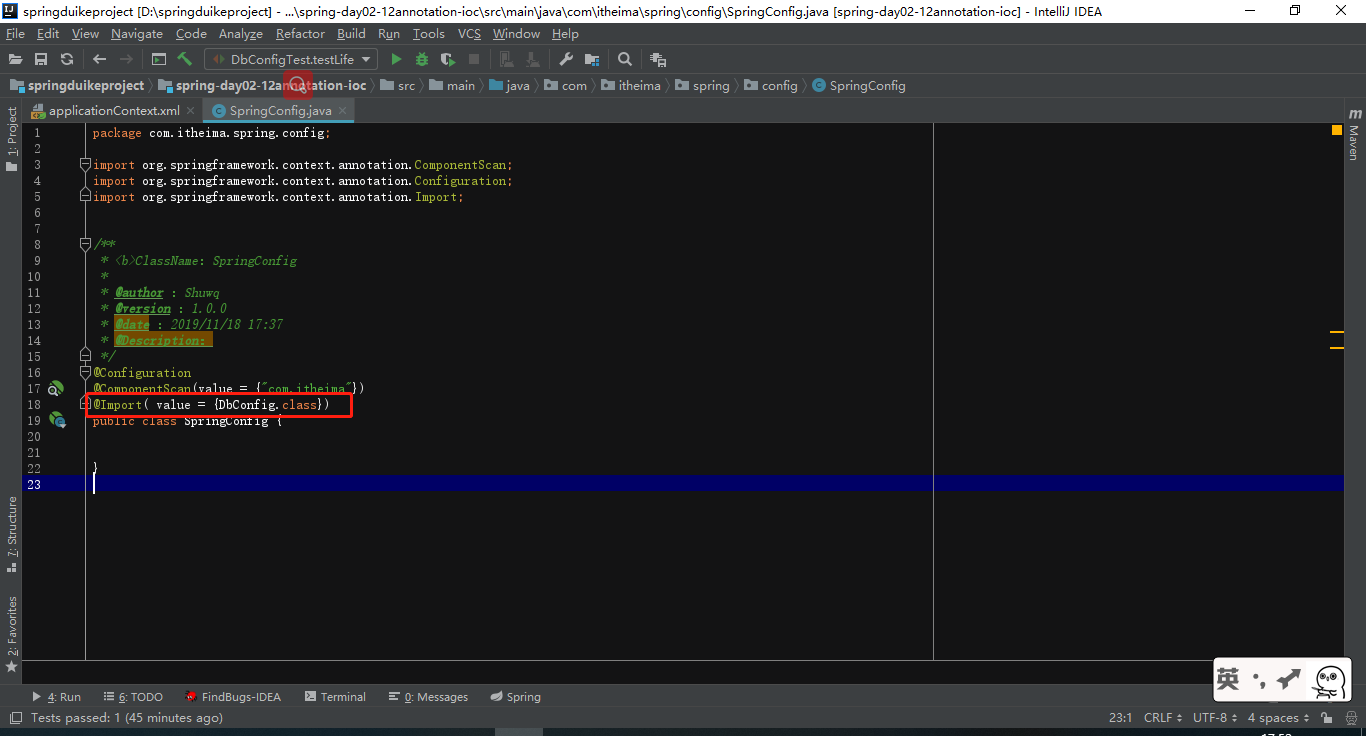 springduikeproject [D:\springduikeproject] - ...\spring-day02-12annotation-ioc\src\main\java\com\itheima\spring\config\SpringConfig.java [spring-day02-12annotation-ioc] - IntelliJ IDEA
File Edit View Navigate Code Analyze Refactor Build Run Tools VCS Window Help
DbConfigTest.testLife
springduikeproject spring-day02-12annotation-ioc src main java com itheima spring config SpringConfig
applicationContext.xml SpringConfig.java
1: Project
m Maven
1 package com.itheima.spring.config;
2
3 import org.springframework.context.annotation.ComponentScan;
4 import org.springframework.context.annotation.Configuration;
5 import org.springframework.context.annotation.Import;
6
7
8 /**
9 * <b>ClassName: SpringConfig
10 *
11 * @author : Shuwq
12 * @version : 1.0.0
13 * @date : 2019/11/18 17:37
14 * @Description:
15 */
16 @Configuration
17 @ComponentScan(value = {"com.itheima"})
18 @Import( value = {DbConfig.class})
19 public class SpringConfig {
20
21
22 }
23
7: Structure
2: Favorites
英
4: Run 6: TODO FindBugs-IDEA Terminal 0: Messages Spring
Tests passed: 1 (45 minutes ago) 23:1 CRLF UTF-8 4 spaces